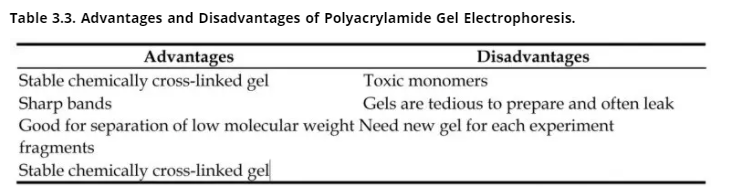 Table 3.3. Advantages and Disadvantages of Polyacrylamide Gel Electrophoresis.
Advantages Disadvantages
Stable chemically cross-linked gel Toxic monomers
Sharp bands Gels are tedious to prepare and often leak
Good for separation of low molecular weight Need new gel for each experiment
fragments
Stable chemically cross-linked gel